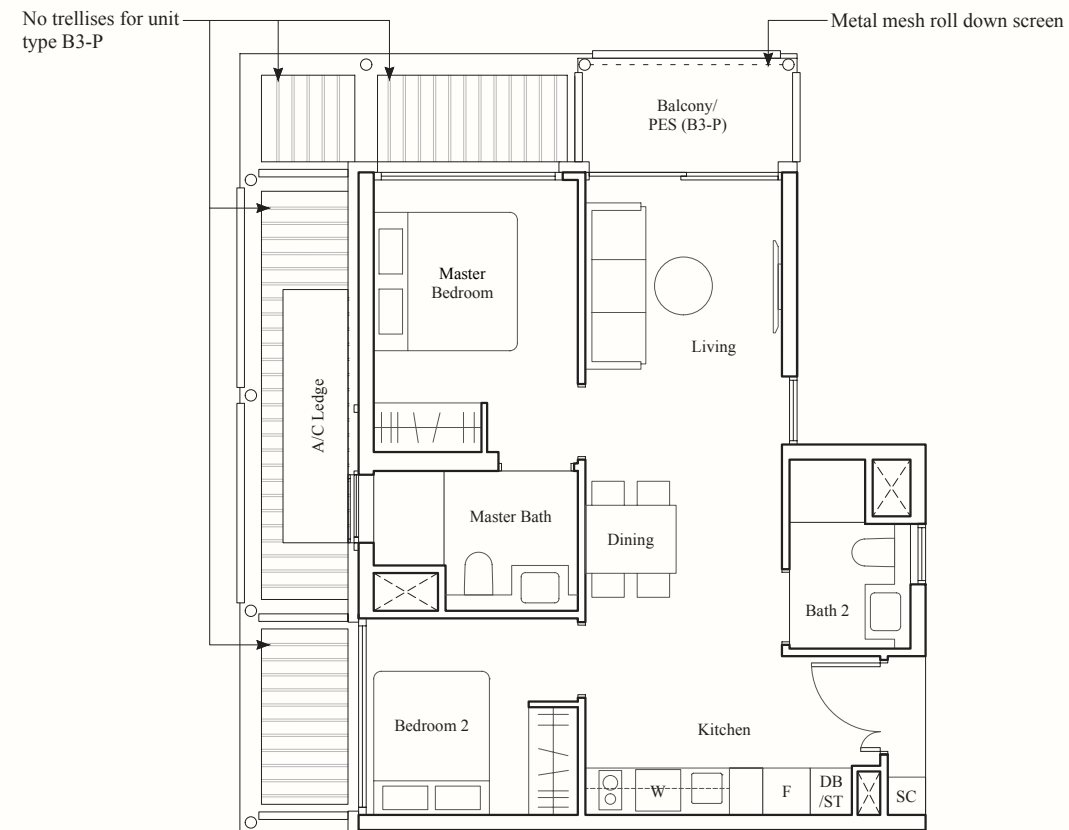 No trellises for unit
type B3-P
Metal mesh roll down screen
Balcony/
PES (B3-P)
Master
Bedroom
Living
A/C Ledge
Master Bath
Dining
Bath 2
Bedroom 2
Kitchen
W
F
DB
/ST
SC